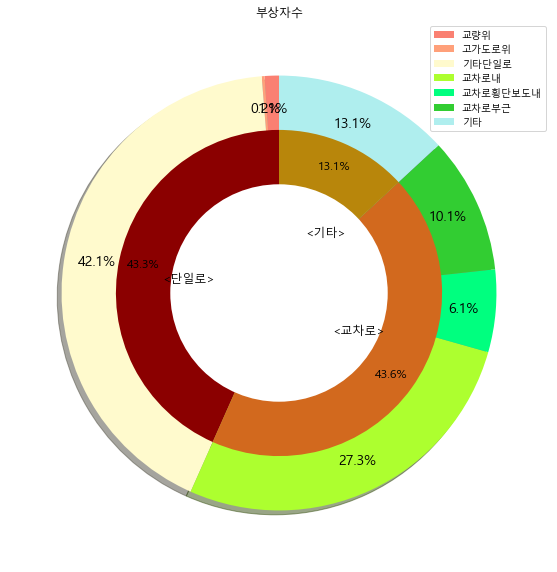 부상자수
교량위
고가도로위
기타단일로
교차로내
교차로횡단보도내
교차로부근
기타
13.1%
13.1%
10.1%
<기타>
42.1%
43.3%
<단일로>
6.1%
<교차로>
43.6%
27.3%